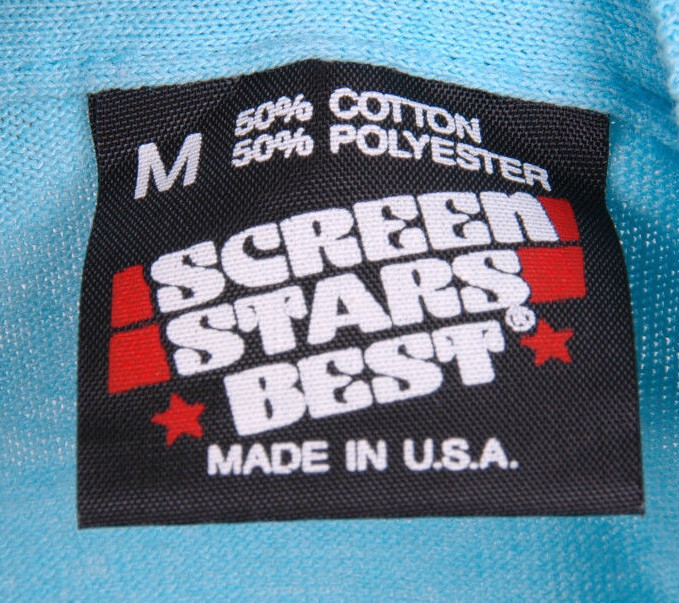 M
50% COTTON
50% POLYESTER
SCREEN
STARS
BEST®
MADE IN U.S.A.